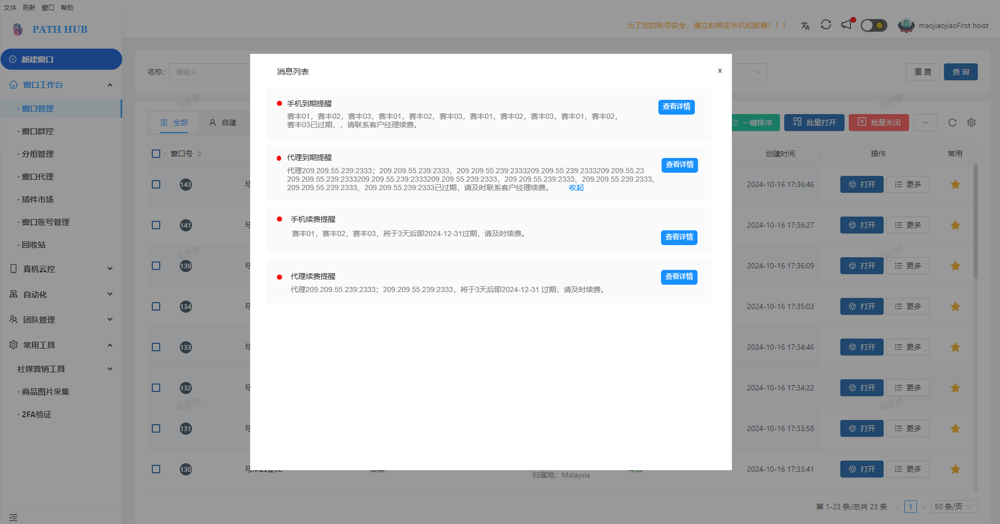 文件 刷新 窗口 帮助
PATH HUB
为了您的账号安全，请立刻绑定手机和邮箱！！！
maojiaojiaoFirst hoist
新建窗口
窗口工作台
· 窗口管理
· 窗口群控
· 分组管理
· 窗口代理
· 插件市场
· 窗口账号管理
· 回收站
真机云控
自动化
团队管理
常用工具
社媒营销工具
· 商品图片采集
· 2FA验证
名称： 请输入
重 置 查 询
全部 自建
一键排序 批量打开 批量关闭 ···
窗口号 创建时间 操作 常用
消息列表 x
手机到期提醒 查看详情
赛丰01，赛丰02，赛丰03，赛丰01，赛丰02，赛丰03，赛丰01，赛丰02，赛丰03，赛丰01，赛丰02，
赛丰03已过期，，请联系客户经理续费。
代理到期提醒 查看详情
代理209.209.55.239:2333；209.209.55.239:2333，209.209.55.239:2333209.209.55.239:2333209.209.55.23
209.209.55.239:2333209.209.55.239:2333209.209.55.239:2333，209.209.55.239:2333、209.209.55.239:2333、
209.209.55.239:2333、209.209.55.239:2333已过期，请及时联系客户经理续费。 收起
手机续费提醒
赛丰01，赛丰02，赛丰03，将于3天后即2024-12-31过期，请及时续费。 查看详情
代理续费提醒 查看详情
代理209.209.55.239:2333；209.209.55.239:2333，将于3天后即2024-12-31 过期，请及时续费。
143 2024-10-16 17:36:46 打开 更多
141 2024-10-16 17:36:27 打开 更多
139 2024-10-16 17:36:09 打开 更多
134 2024-10-16 17:35:03 打开 更多
133 2024-10-16 17:34:46 打开 更多
132 2024-10-16 17:34:22 打开 更多
131 2024-10-16 17:33:58 打开 更多
130 2024-10-16 17:33:41 打开 更多
归属地：Malaysia
第 1-23 条/总共 23 条 < 1 > 50 条/页
毛娇娇
毛娇娇
毛娇娇
毛娇娇
毛娇娇
毛娇娇